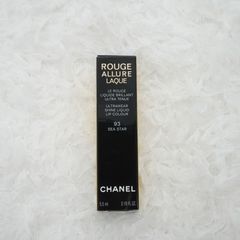 ROUGE
ALLURE
LAQUE
LE ROUGE
LIQUIDE BRILLANT
ULTRA TENUE
ULTRAWEAR
SHINE LIQUID
LIP COLOUR
93
SEA STAR
CHANEL